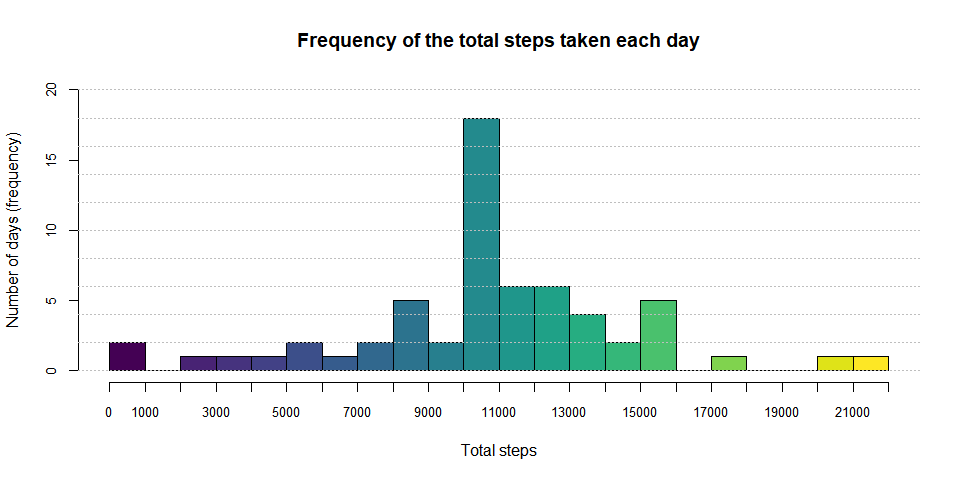 Frequency of the total steps taken each day
Number of days (frequency)
20
15
10
5
0
0 1000 3000 5000 7000 9000 11000 13000 15000 17000 19000 21000
Total steps